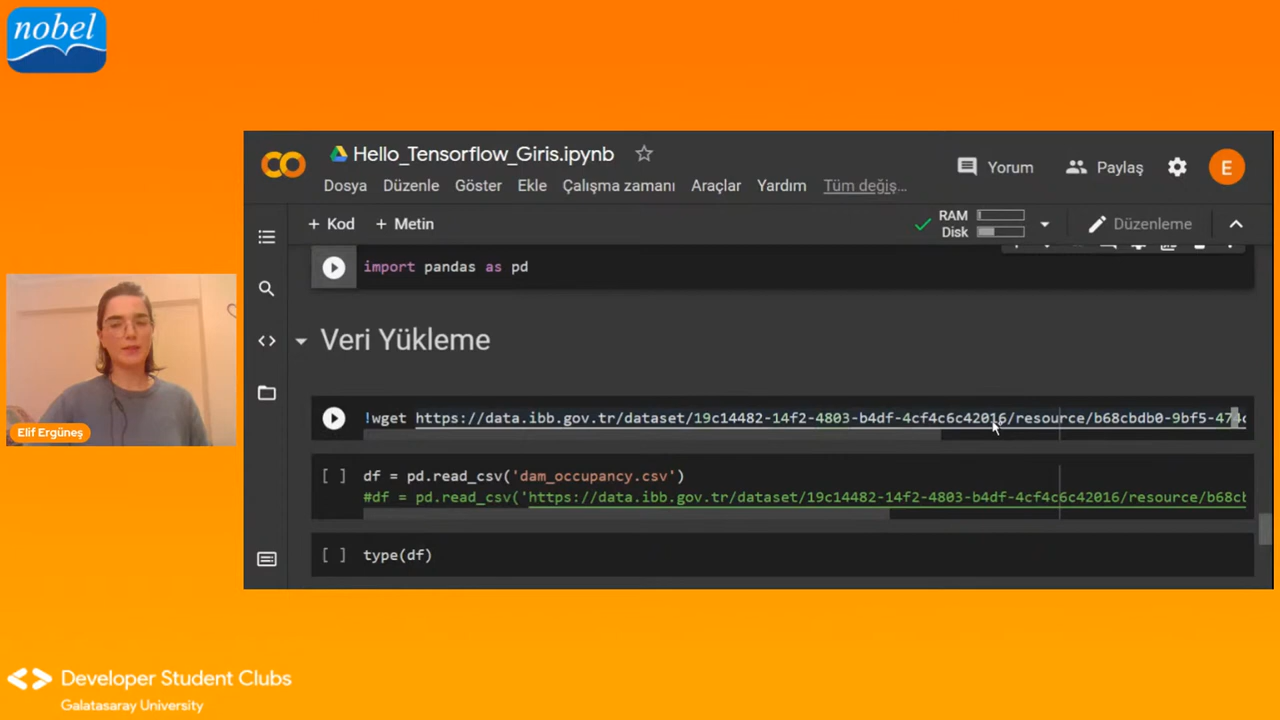 nobel
Hello_Tensorflow_Giris.ipynb
Yorum
Paylaş
E
Dosya Düzenle Göster Ekle Çalışma zamanı Araçlar Yardım Tüm değiş...
+ Kod + Metin
RAM
Disk
Düzenleme
import pandas as pd
Veri Yükleme
!wget https://data.ibb.gov.tr/dataset/19c14482-14f2-4803-b4df-4cf4c6c42016/resource/b68cbdb0-9bf5-474c
[ ] df = pd.read_csv('dam_occupancy.csv')
#df = pd.read_csv('https://data.ibb.gov.tr/dataset/19c14482-14f2-4803-b4df-4cf4c6c42016/resource/b68cb
[ ] type(df)
Elif Ergüneş
Developer Student Clubs
Galatasaray University